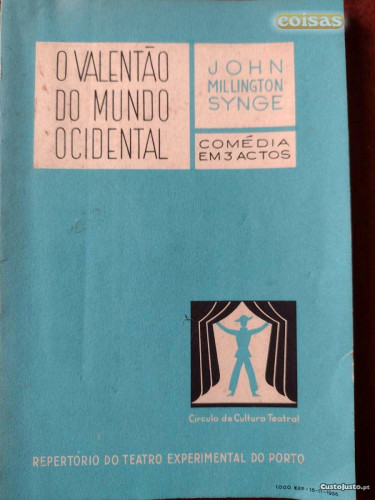 coisas
O VALENTÃO
DO MUNDO
OCIDENTAL
JOHN
MILLINGTON
SYNGE
COMÉDIA
EM 3 ACTOS
Círculo de Cultura Teatral
REPERTÓRIO DO TEATRO EXPERIMENTAL DO PORTO
CustoJusto.pt